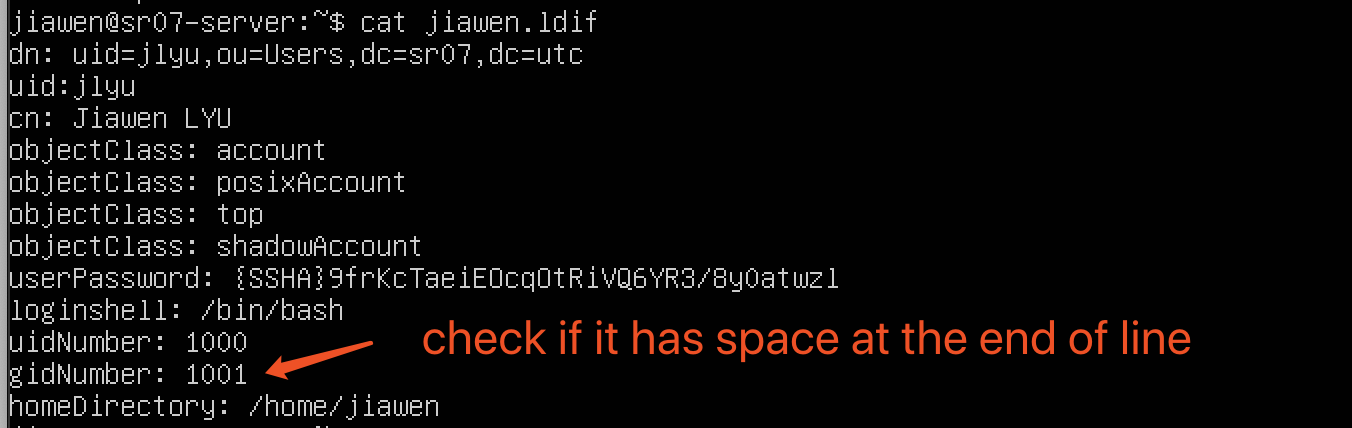 jiawen@sr07-server:~$ cat jiawen.ldif
dn: uid=jlyu,ou=Users,dc=sr07,dc=utc
uid:jlyu
cn: Jiawen LYU
objectClass: account
objectClass: posixAccount
objectClass: top
objectClass: shadowAccount
userPassword: {SSHA}9frKcTaeiEOcqOtRiVQ6YR3/8yOatwzl
loginshell: /bin/bash
uidNumber: 1000
check if it has space at the end of line
gidNumber: 1001
homeDirectory: /home/jiawen